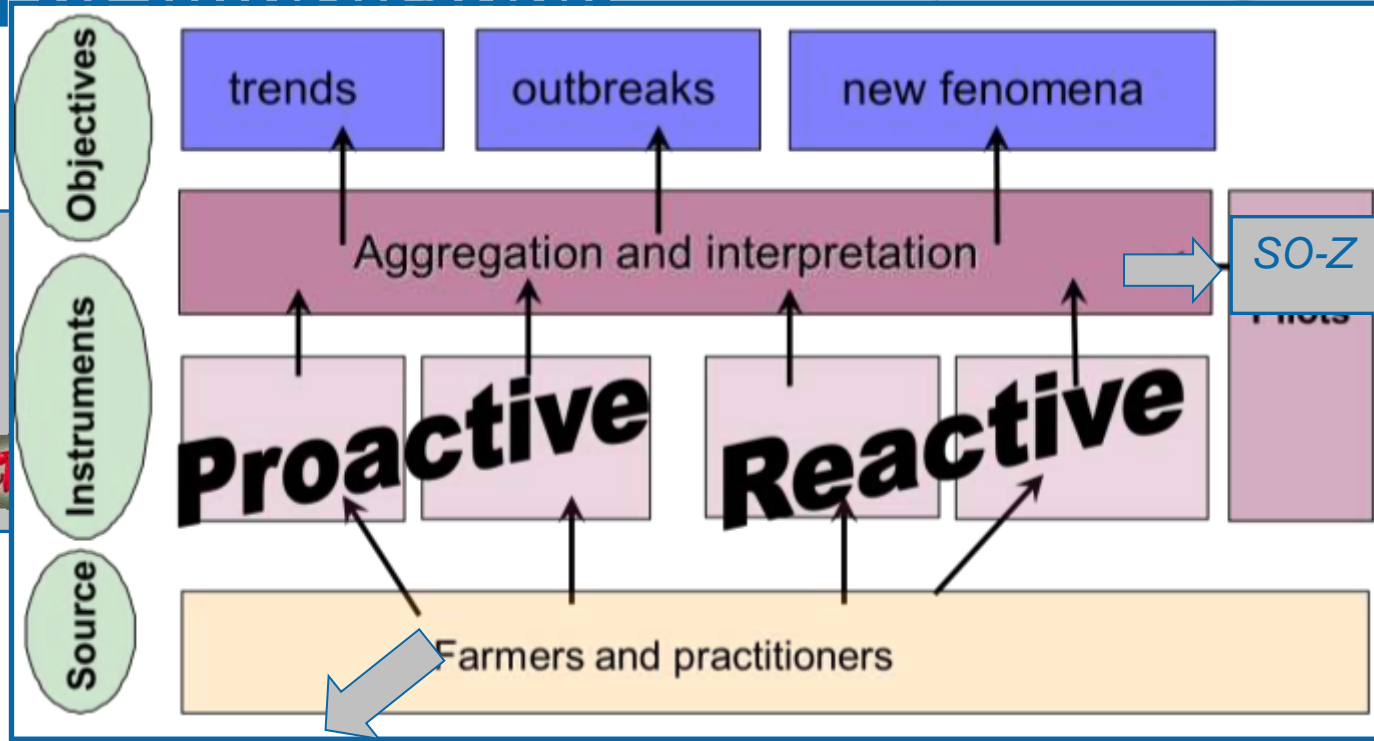 Objectives
trends
outbreaks
new fenomena
Aggregation and interpretation
SO-Z
Instruments
Proactive
Reactive
Source
Farmers and practitioners